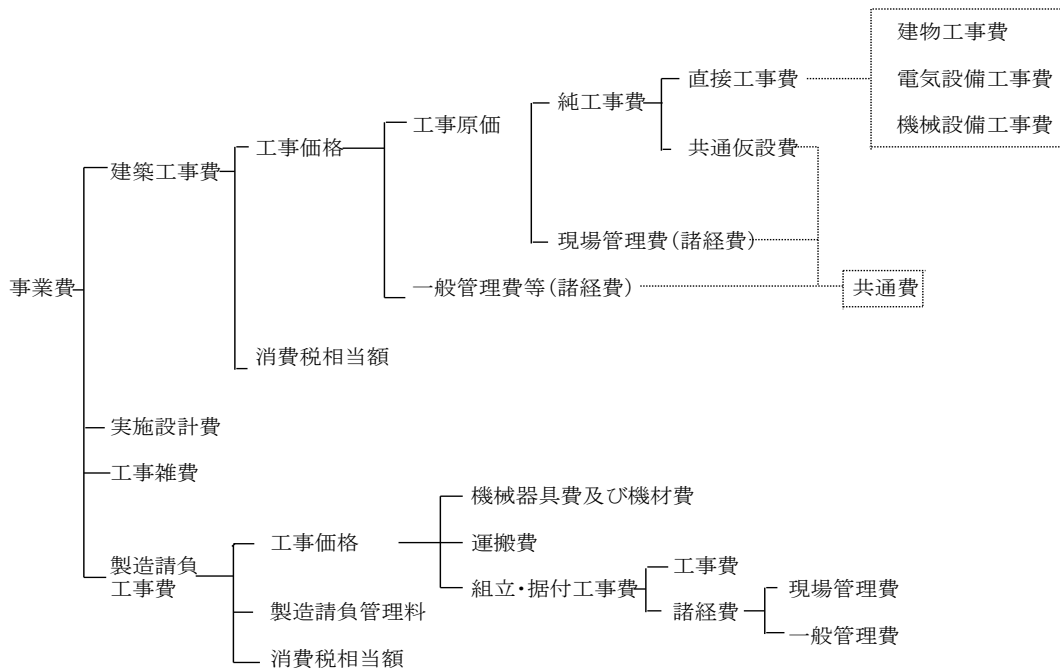 事業費
建築工事費
工事価格
工事原価
純工事費
直接工事費
建物工事費
電気設備工事費
機械設備工事費
共通仮設費
現場管理費(諸経費)
一般管理費等(諸経費)
共通費
消費税相当額
実施設計費
工事雑費
製造請負
工事費
工事価格
機械器具費及び機材費
運搬費
組立・据付工事費
工事費
諸経費
現場管理費
一般管理費
製造請負管理料
消費税相当額